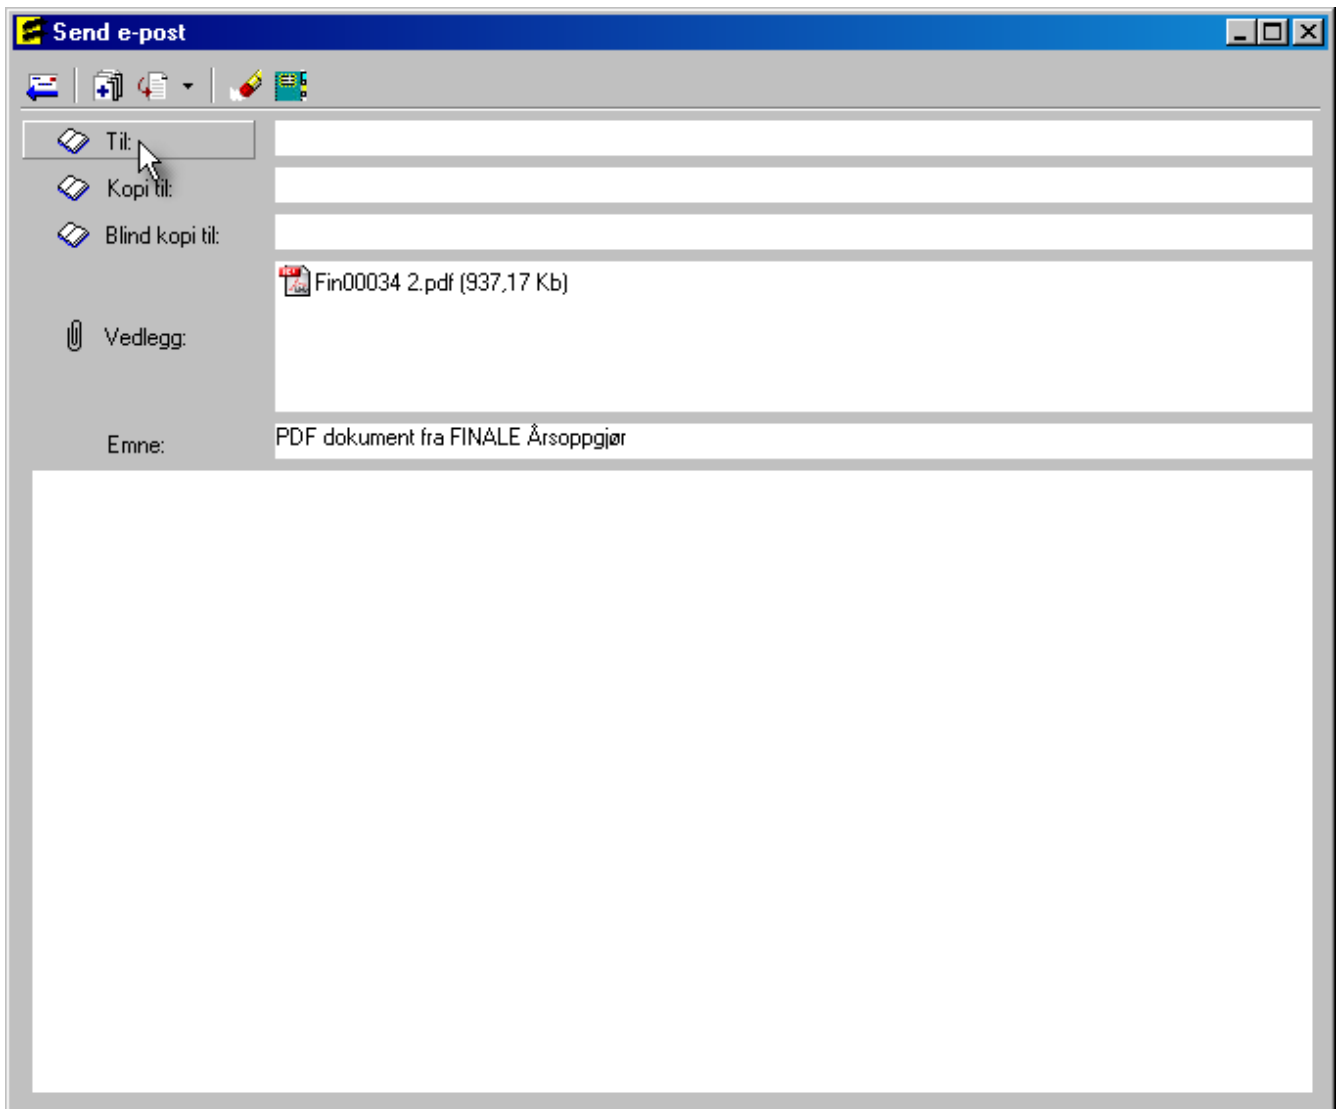 Send e-post
Til:
Kopi til:
Blind kopi til:
Fin00034 2.pdf (937,17 Kb)
Vedlegg:
Emne:
PDF dokument fra FINALE Årsoppgjør